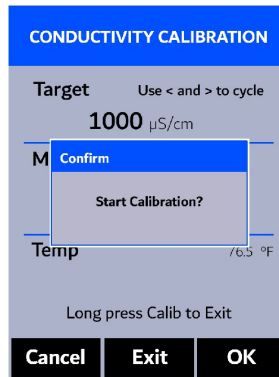 CONDUCTIVITY CALIBRATION
Target Use < and > to cycle
1000 µS/cm
M
Confirm
Start Calibration?
Temp 76.5 °F
Long press Calib to Exit
Cancel Exit OK